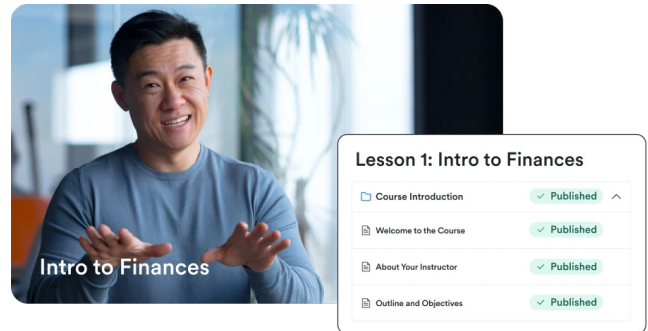 Intro to Finances
Lesson 1: Intro to Finances
Course Introduction
Published
Welcome to the Course
Published
About Your Instructor
Published
Outline and Objectives
Published